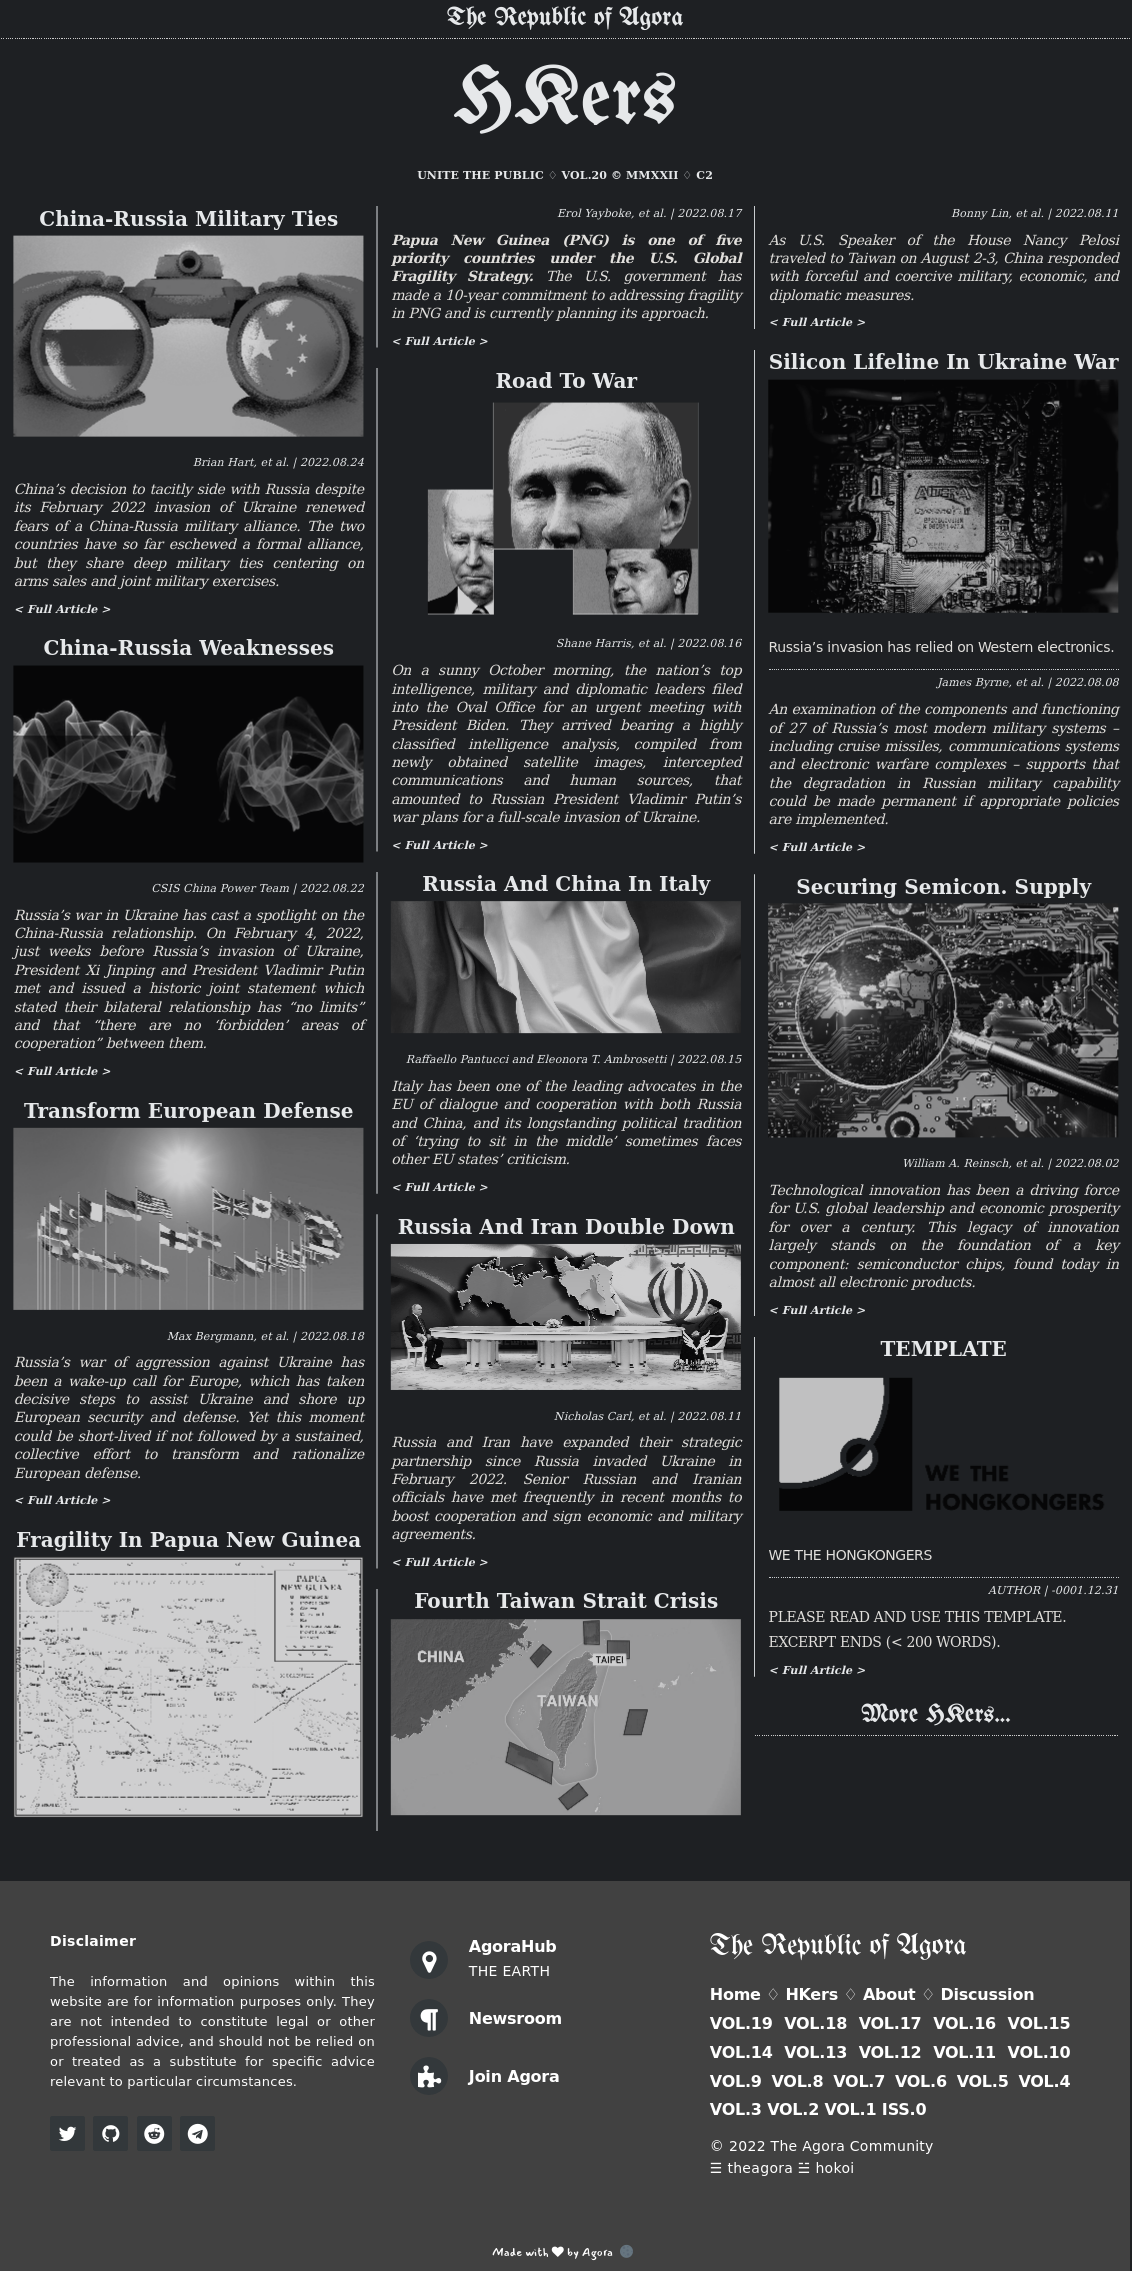 The Republic of Agora
HKers
UNITE THE PUBLIC ♢ VOL.20 © MMXXII ♢ C2
China-Russia Military Ties
Brian Hart, et al. | 2022.08.24
China’s decision to tacitly side with Russia despite
its February 2022 invasion of Ukraine renewed
fears of a China-Russia military alliance. The two
countries have so far eschewed a formal alliance,
but they share deep military ties centering on
arms sales and joint military exercises.
< Full Article >
China-Russia Weaknesses
CSIS China Power Team | 2022.08.22
Russia’s war in Ukraine has cast a spotlight on the
China-Russia relationship. On February 4, 2022,
just weeks before Russia’s invasion of Ukraine,
President Xi Jinping and President Vladimir Putin
met and issued a historic joint statement which
stated their bilateral relationship has “no limits”
and that “there are no ‘forbidden’ areas of
cooperation” between them.
< Full Article >
Transform European Defense
Max Bergmann, et al. | 2022.08.18
Russia’s war of aggression against Ukraine has
been a wake-up call for Europe, which has taken
decisive steps to assist Ukraine and shore up
European security and defense. Yet this moment
could be short-lived if not followed by a sustained,
collective effort to transform and rationalize
European defense.
< Full Article >
Fragility In Papua New Guinea
PAPUA
NEW GUINEA
Erol Yayboke, et al. | 2022.08.17
Papua New Guinea (PNG) is one of five
priority countries under the U.S. Global
Fragility Strategy. The U.S. government has
made a 10-year commitment to addressing fragility
in PNG and is currently planning its approach.
< Full Article >
Road To War
Shane Harris, et al. | 2022.08.16
On a sunny October morning, the nation’s top
intelligence, military and diplomatic leaders filed
into the Oval Office for an urgent meeting with
President Biden. They arrived bearing a highly
classified intelligence analysis, compiled from
newly obtained satellite images, intercepted
communications and human sources, that
amounted to Russian President Vladimir Putin’s
war plans for a full-scale invasion of Ukraine.
< Full Article >
Russia And China In Italy
Raffaello Pantucci and Eleonora T. Ambrosetti | 2022.08.15
Italy has been one of the leading advocates in the
EU of dialogue and cooperation with both Russia
and China, and its longstanding political tradition
of ‘trying to sit in the middle’ sometimes faces
other EU states’ criticism.
< Full Article >
Russia And Iran Double Down
Nicholas Carl, et al. | 2022.08.11
Russia and Iran have expanded their strategic
partnership since Russia invaded Ukraine in
February 2022. Senior Russian and Iranian
officials have met frequently in recent months to
boost cooperation and sign economic and military
agreements.
< Full Article >
Fourth Taiwan Strait Crisis
CHINA
TAIPEI
TAIWAN
Bonny Lin, et al. | 2022.08.11
As U.S. Speaker of the House Nancy Pelosi
traveled to Taiwan on August 2-3, China responded
with forceful and coercive military, economic, and
diplomatic measures.
< Full Article >
Silicon Lifeline In Ukraine War
ALTERA
Russia’s invasion has relied on Western electronics.
James Byrne, et al. | 2022.08.08
An examination of the components and functioning
of 27 of Russia’s most modern military systems –
including cruise missiles, communications systems
and electronic warfare complexes – supports that
the degradation in Russian military capability
could be made permanent if appropriate policies
are implemented.
< Full Article >
Securing Semicon. Supply
William A. Reinsch, et al. | 2022.08.02
Technological innovation has been a driving force
for U.S. global leadership and economic prosperity
for over a century. This legacy of innovation
largely stands on the foundation of a key
component: semiconductor chips, found today in
almost all electronic products.
< Full Article >
TEMPLATE
WE THE
HONGKONGERS
WE THE HONGKONGERS
AUTHOR | -0001.12.31
PLEASE READ AND USE THIS TEMPLATE.
EXCERPT ENDS (< 200 WORDS).
< Full Article >
More HKers...
Disclaimer
The information and opinions within this
website are for information purposes only. They
are not intended to constitute legal or other
professional advice, and should not be relied on
or treated as a substitute for specific advice
relevant to particular circumstances.
AgoraHub
THE EARTH
Newsroom
Join Agora
The Republic of Agora
Home ♢ HKers ♢ About ♢ Discussion
VOL.19 VOL.18 VOL.17 VOL.16 VOL.15
VOL.14 VOL.13 VOL.12 VOL.11 VOL.10
VOL.9 VOL.8 VOL.7 VOL.6 VOL.5 VOL.4
VOL.3 VOL.2 VOL.1 ISS.0
© 2022 The Agora Community
☰ theagora ☱ hokoi
Made with ♥ by Agora